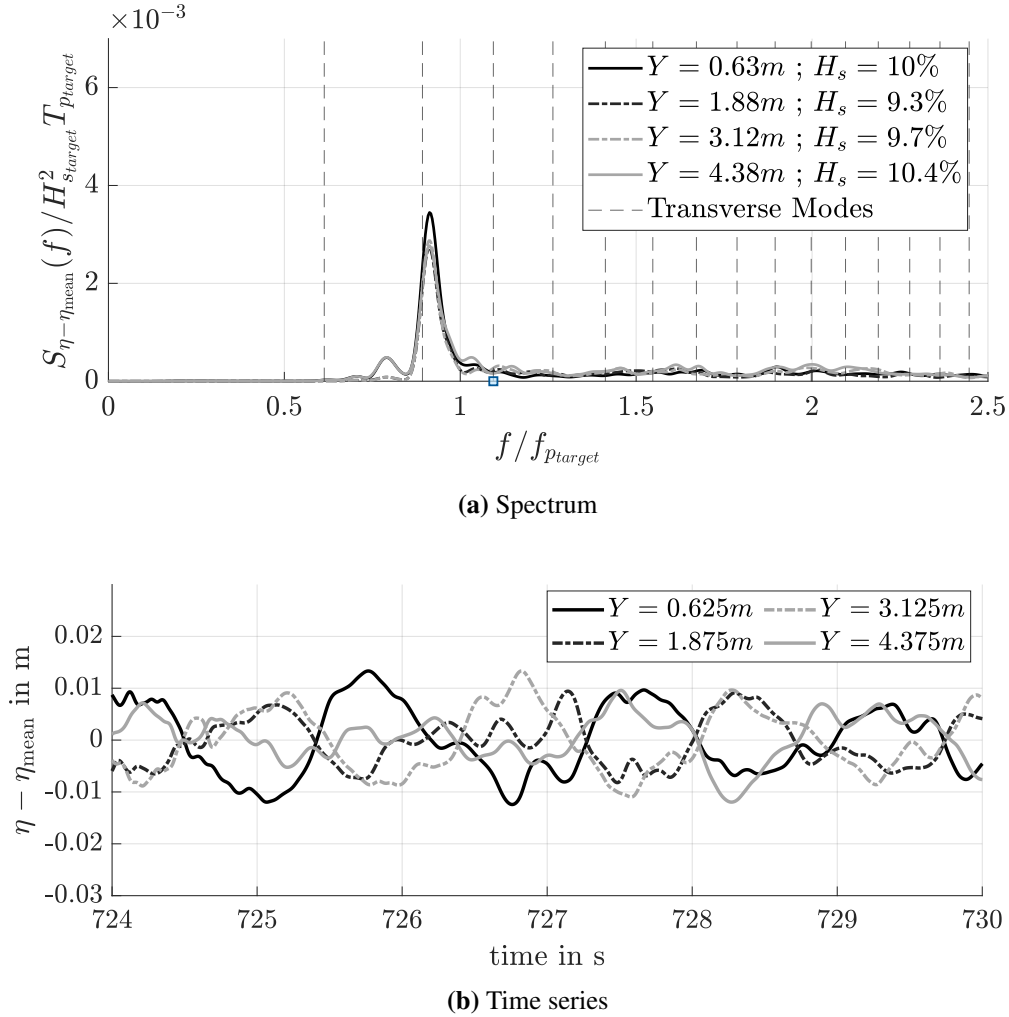 ×10⁻³
6
4
2
0
S_{η−η_mean}(f)/H²_{s_target} T_{p_target}
Y = 0.63m ; H_s = 10%
Y = 1.88m ; H_s = 9.3%
Y = 3.12m ; H_s = 9.7%
Y = 4.38m ; H_s = 10.4%
Transverse Modes
0 0.5 1 1.5 2 2.5
f/f_{p_target}
(a) Spectrum
Y = 0.625m Y = 3.125m
Y = 1.875m Y = 4.375m
0.02
0.01
0
-0.01
-0.02
-0.03
η − η_mean in m
724 725 726 727 728 729 730
time in s
(b) Time series